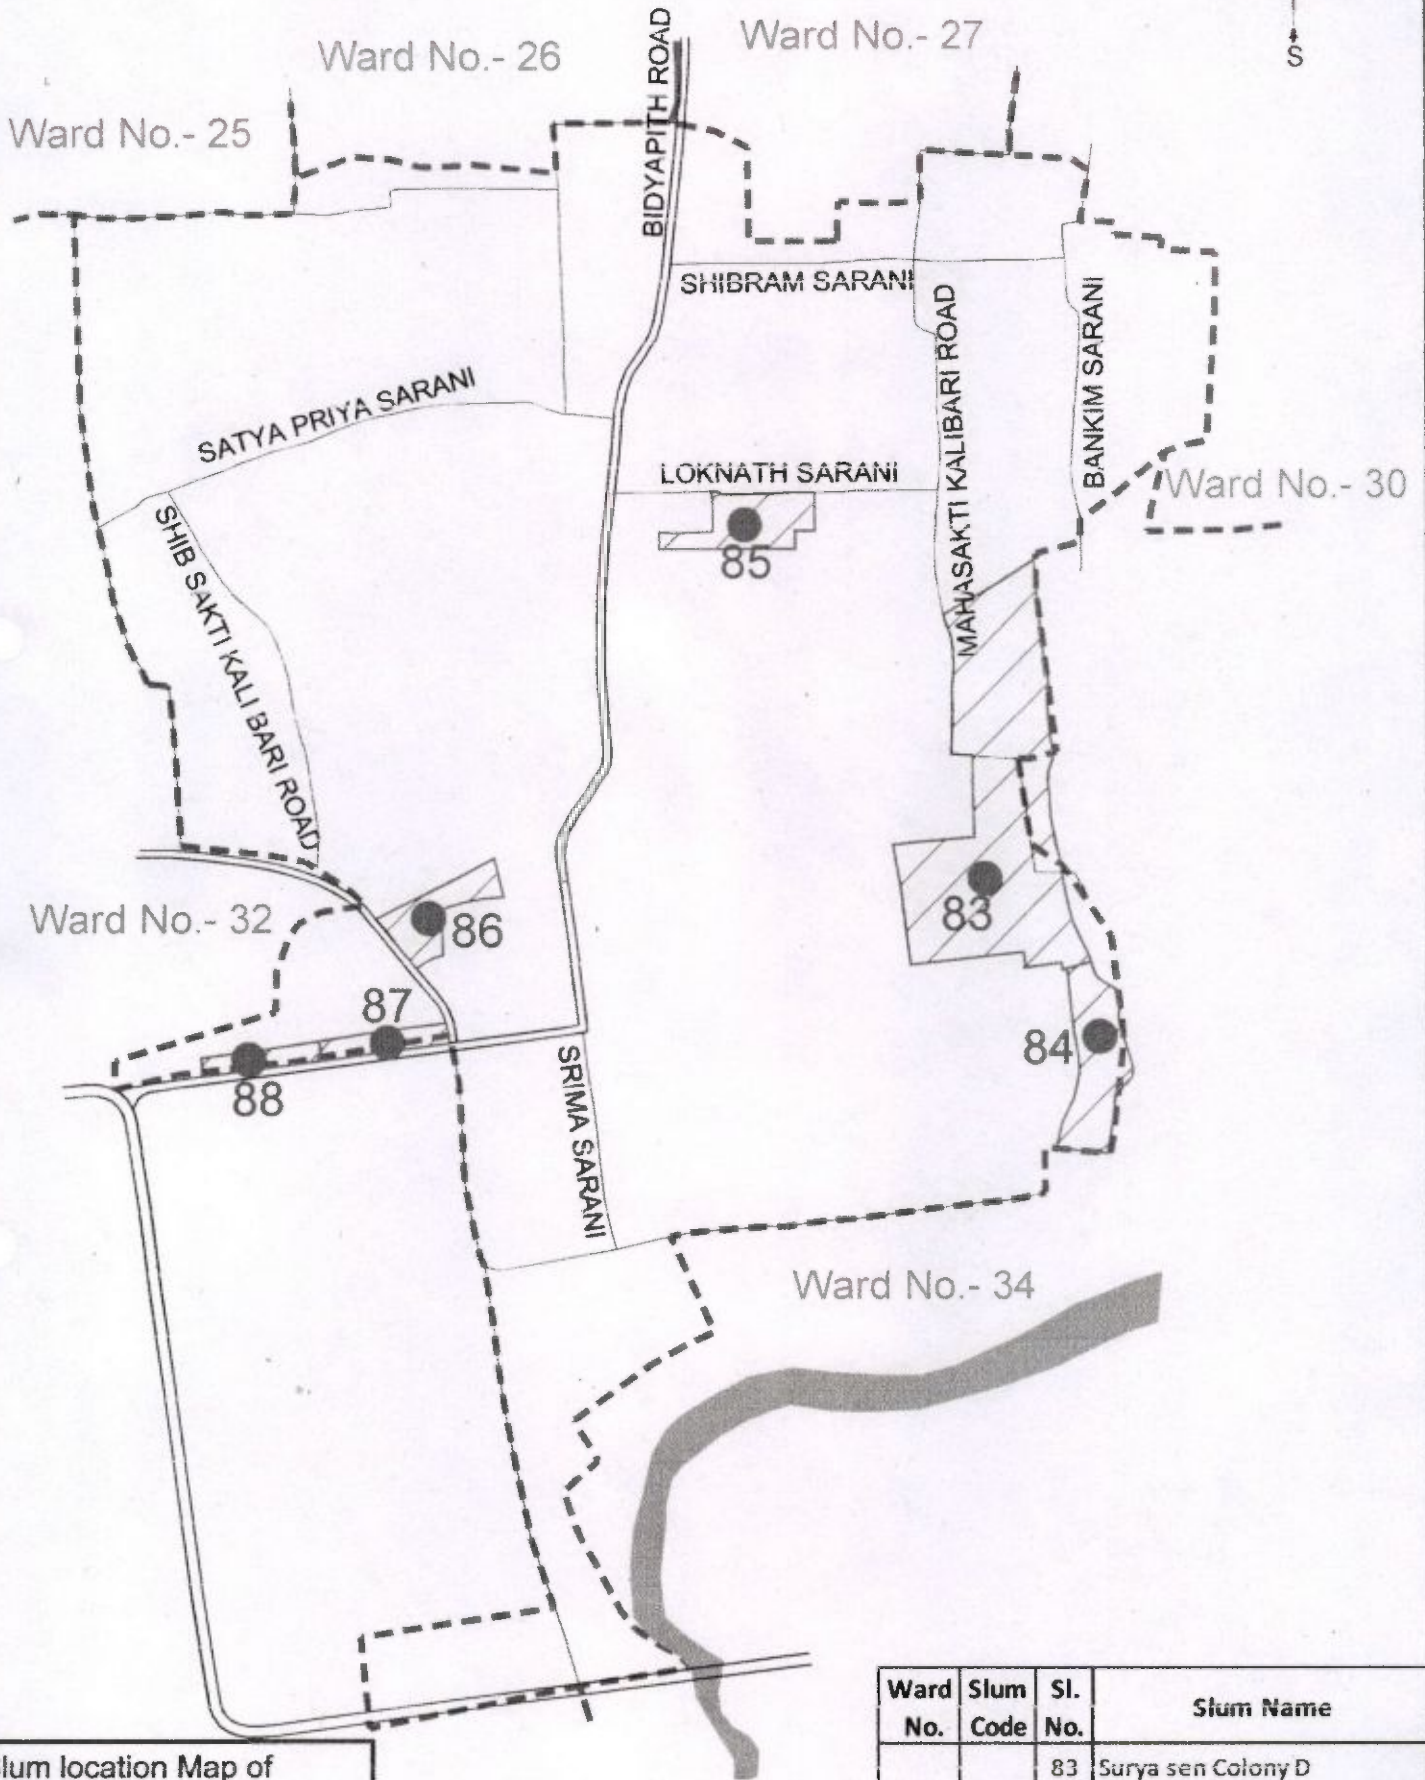 S
Ward No.- 26
Ward No.- 27
Ward No.- 25
BIDYAPITH ROAD
SHIBRAM SARANI
MAHASAKTI KALIBARI ROAD
BANKIM SARANI
SATYA PRIYA SARANI
LOKNATH SARANI
Ward No.- 30
SHIB SAKTI KALI BARI ROAD
85
Ward No.- 32
86
83
87
84
88
SRIMA SARANI
Ward No.- 34
Ward No. Slum Code Sl. No. Slum Name
83 Surya sen Colony D
lum location Map of